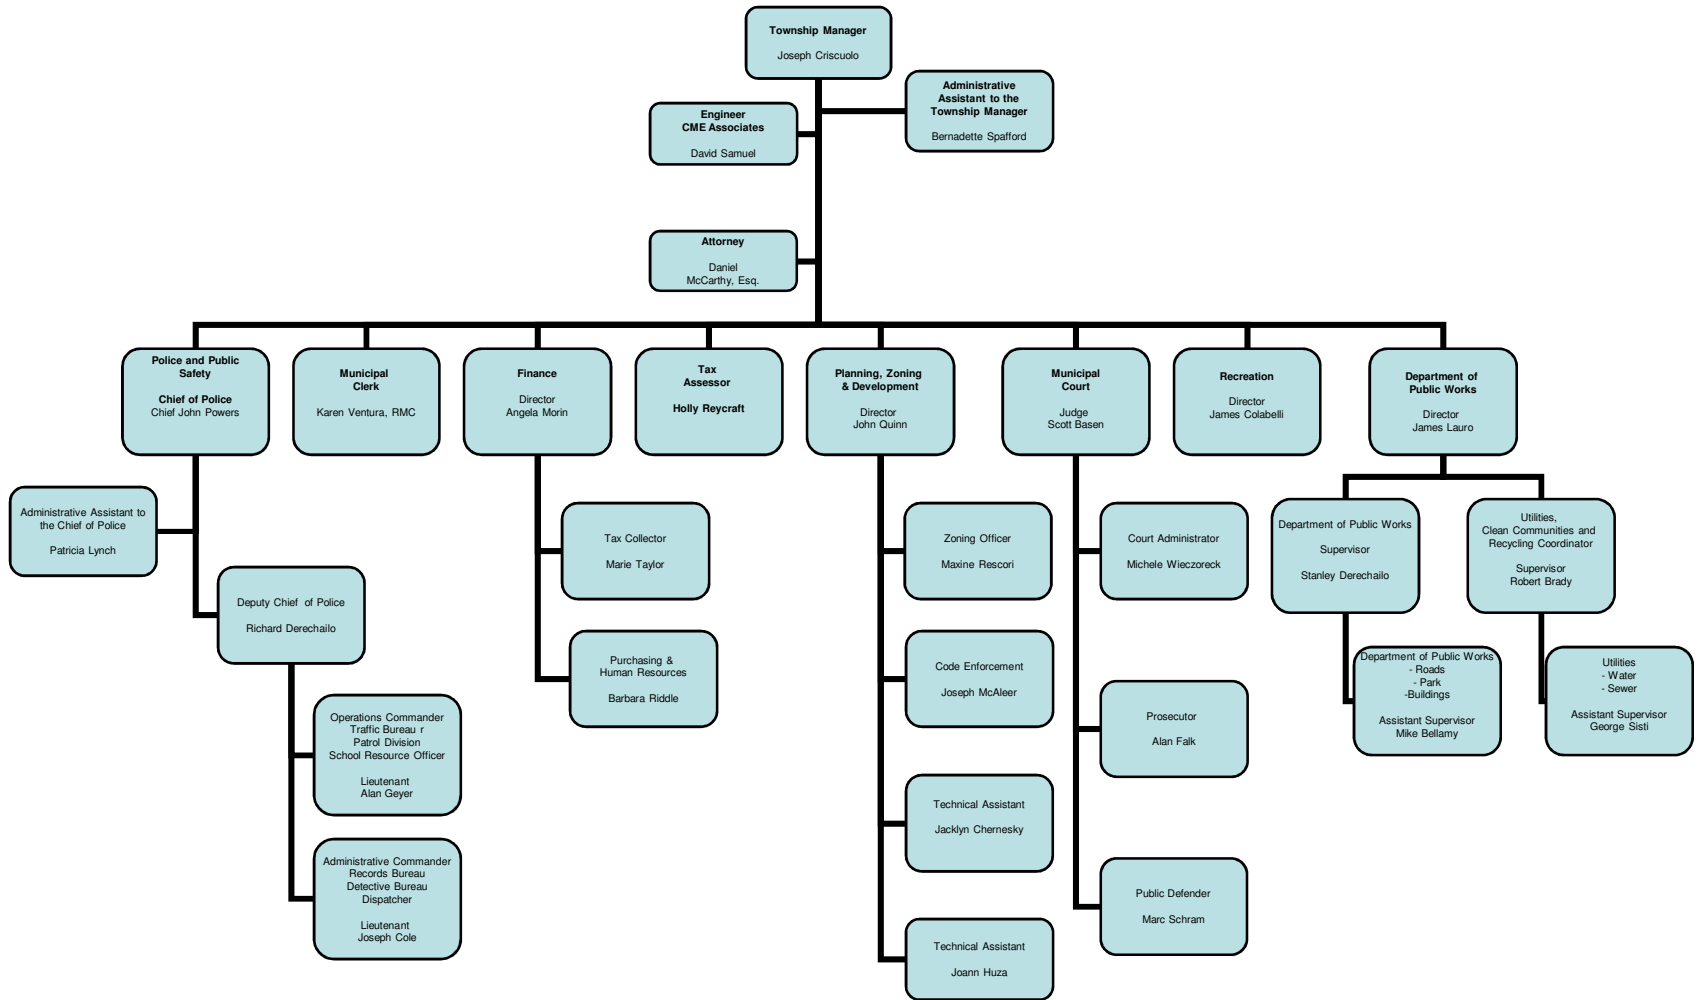 Township Manager
Joseph Criscuolo
Administrative
Assistant to the
Township Manager
Bernadette Spafford
Engineer
CME Associates
David Samuel
Attorney
Daniel
McCarthy, Esq.
Police and Public
Safety
Chief of Police
Chief John Powers
Municipal
Clerk
Karen Ventura, RMC
Finance
Director
Angela Morin
Tax
Assessor
Holly Reycraft
Planning, Zoning
& Development
Director
John Quinn
Municipal
Court
Judge
Scott Basen
Recreation
Director
James Colabelli
Department of
Public Works
Director
James Lauro
Administrative Assistant to
the Chief of Police
Patricia Lynch
Deputy Chief of Police
Richard Derechailo
Operations Commander
Traffic Bureau r
Patrol Division
School Resource Officer
Lieutenant
Alan Geyer
Administrative Commander
Records Bureau
Detective Bureau
Dispatcher
Lieutenant
Joseph Cole
Tax Collector
Marie Taylor
Purchasing &
Human Resources
Barbara Riddle
Zoning Officer
Maxine Rescori
Code Enforcement
Joseph McAleer
Technical Assistant
Jacklyn Chernesky
Technical Assistant
Joann Huza
Court Administrator
Michele Wieczoreck
Prosecutor
Alan Falk
Public Defender
Marc Schram
Department of Public Works
Supervisor
Stanley Derechailo
Department of Public Works
- Roads
- Park
-Buildings
Assistant Supervisor
Mike Bellamy
Utilities,
Clean Communities and
Recycling Coordinator
Supervisor
Robert Brady
Utilities
- Water
- Sewer
Assistant Supervisor
George Sisti